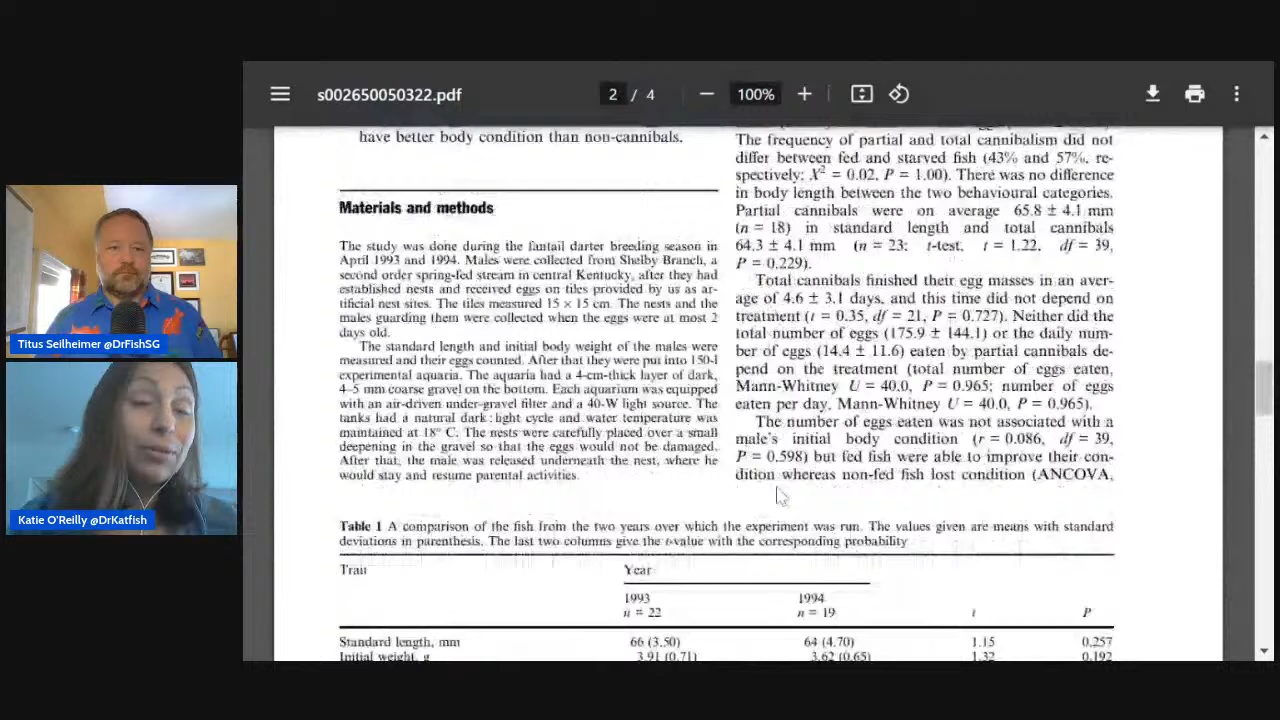 s002650050322.pdf
2 / 4
100%
have better body condition than non-cannibals.
Materials and methods
The study was done during the fantail darter breeding season in
April 1993 and 1994. Males were collected from Shelby Branch, a
second order spring-fed stream in central Kentucky, after they had
established nests and received eggs on tiles provided by us as ar-
tificial nest sites. The tiles measured 15 × 15 cm. The nests and the
males guarding them were collected when the eggs were at most 2
days old.
The standard length and initial body weight of the males were
measured and their eggs counted. After that they were put into 150-l
experimental aquaria. The aquaria had a 4-cm-thick layer of dark,
4–5 mm coarse gravel on the bottom. Each aquarium was equipped
with an air-driven under-gravel filter and a 40-W light source. The
tanks had a natural dark : light cycle and water temperature was
maintained at 18° C. The nests were carefully placed over a small
deepening in the gravel so that the eggs would not be damaged.
After that, the male was released underneath the nest, where he
would stay and resume parental activities.
The frequency of partial and total cannibalism did not
differ between fed and starved fish (43% and 57%, re-
spectively; X² = 0.02, P = 1.00). There was no difference
in body length between the two behavioural categories.
Partial cannibals were on average 65.8 ± 4.1 mm
(n = 18) in standard length and total cannibals
64.3 ± 4.1 mm (n = 23; t-test, t = 1.22, df = 39,
P = 0.229).
Total cannibals finished their egg masses in an aver-
age of 4.6 ± 3.1 days, and this time did not depend on
treatment (t = 0.35, df = 21, P = 0.727). Neither did the
total number of eggs (175.9 ± 144.1) or the daily num-
ber of eggs (14.4 ± 11.6) eaten by partial cannibals de-
pend on the treatment (total number of eggs eaten,
Mann-Whitney U = 40.0, P = 0.965; number of eggs
eaten per day, Mann-Whitney U = 40.0, P = 0.965).
The number of eggs eaten was not associated with a
male's initial body condition (r = 0.086, df = 39,
P = 0.598) but fed fish were able to improve their con-
dition whereas non-fed fish lost condition (ANCOVA,
Table 1 A comparison of the fish from the two years over which the experiment was run. The values given are means with standard
deviations in parenthesis. The last two columns give the t-value with the corresponding probability
Trait Year
1993 1994
n = 22 n = 19 t P
Standard length, mm 66 (3.50) 64 (4.70) 1.15 0.257
Initial weight, g 3.91 (0.71) 3.62 (0.65) 1.32 0.192
Titus Seilheimer @DrFishSG
Katie O'Reilly @DrKatfish